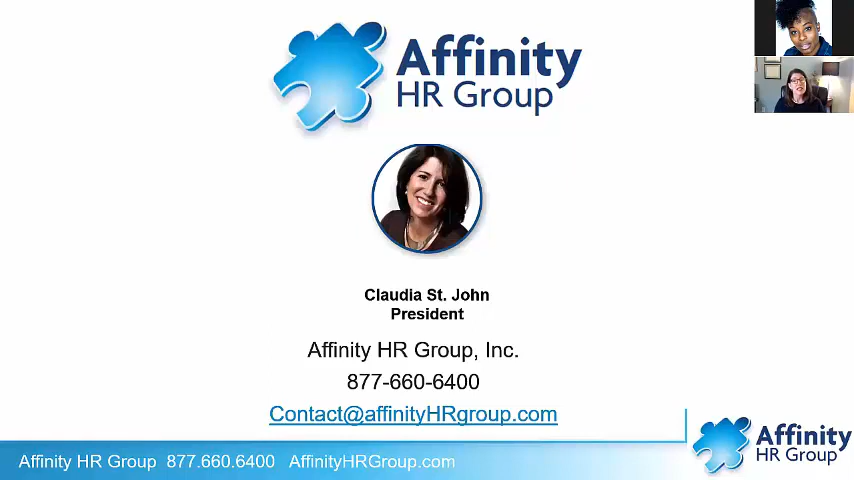 Affinity
HR Group
Claudia St. John
President
Affinity HR Group, Inc.
877-660-6400
Contact@affinityHRgroup.com
Affinity HR Group 877.660.6400 AffinityHRGroup.com
Affinity
HR Group